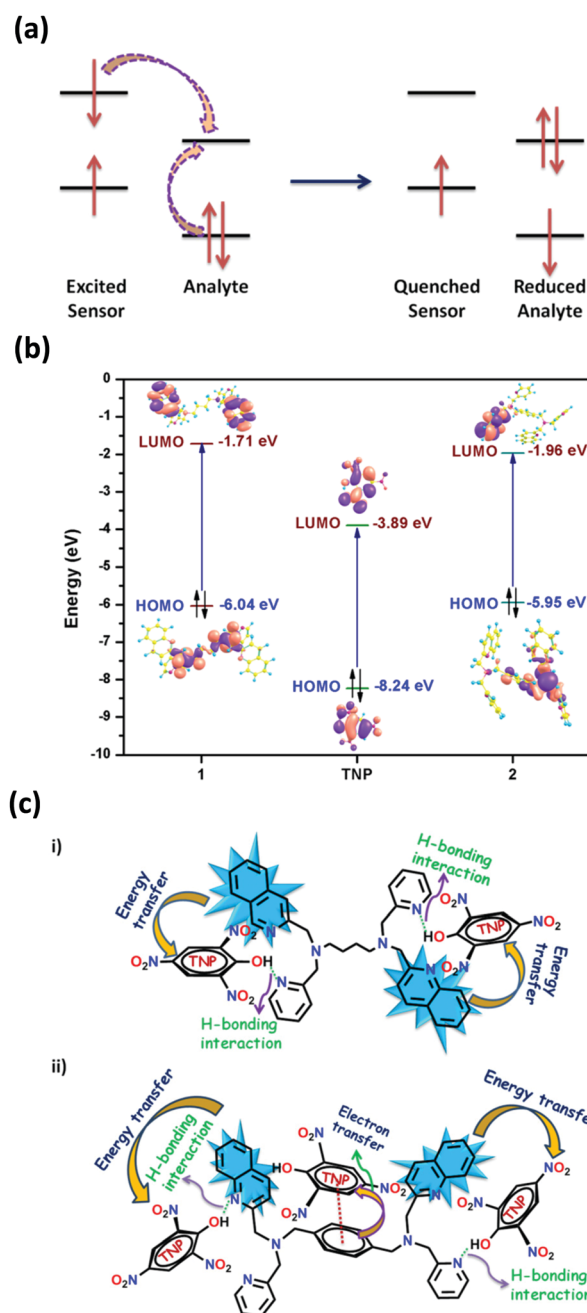 (a)
Excited
Sensor
Analyte
Quenched
Sensor
Reduced
Analyte
(b)
Energy (eV)
0
-1
-2
-3
-4
-5
-6
-7
-8
-9
-10
LUMO -1.71 eV
HOMO -6.04 eV
LUMO -3.89 eV
HOMO -8.24 eV
LUMO -1.96 eV
HOMO -5.95 eV
1
TNP
2
(c)
i)
Energy transfer
H-bonding
interaction
N
N
N
N
N
N
NO₂
O₂N
TNP
OH
NO₂
H-bonding
interaction
O₂N
HO
TNP
NO₂
NO₂
Energy transfer
ii)
Energy transfer
H-bonding
interaction
Electron
transfer
Energy transfer
O₂N
HO
TNP
NO₂
NO₂
N
N
N
N
N
N
O₂N
OH
TNP
O₂N
NO₂
O₂N
HO
TNP
NO₂
NO₂
H-bonding
interaction